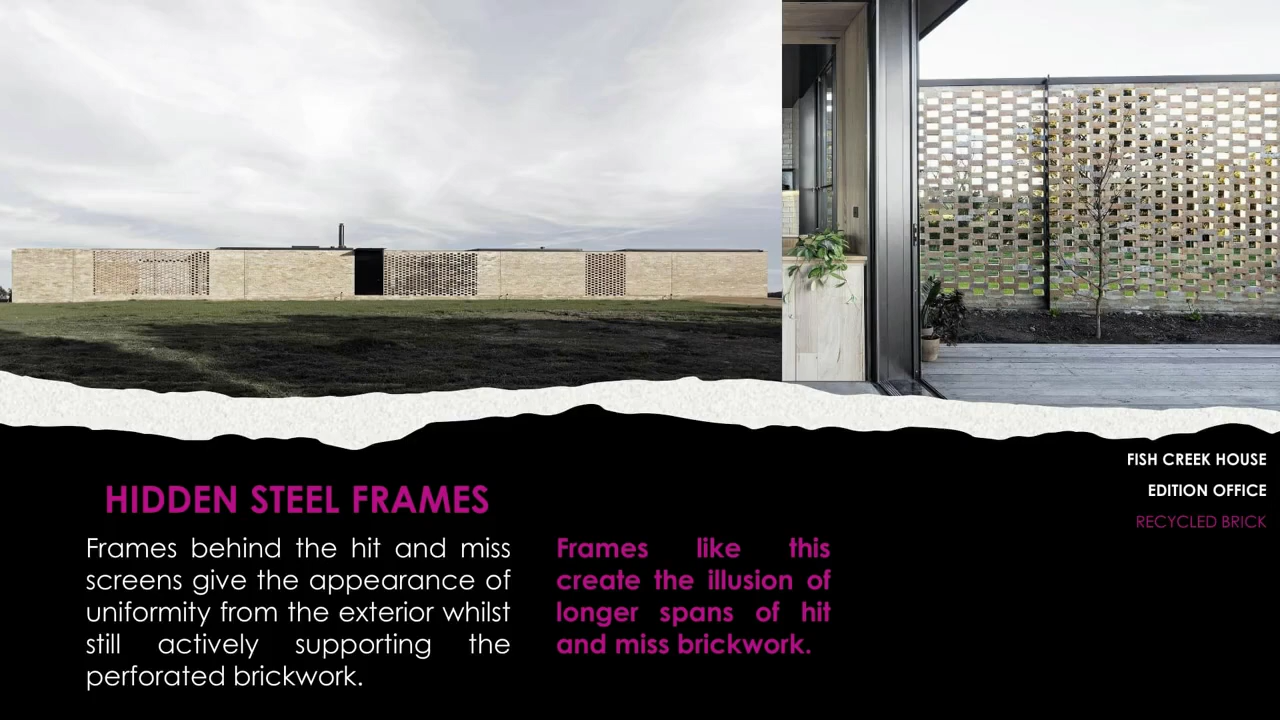 FISH CREEK HOUSE
EDITION OFFICE
RECYCLED BRICK
HIDDEN STEEL FRAMES
Frames behind the hit and miss
screens give the appearance of
uniformity from the exterior whilst
still actively supporting the
perforated brickwork.
Frames like this
create the illusion of
longer spans of hit
and miss brickwork.